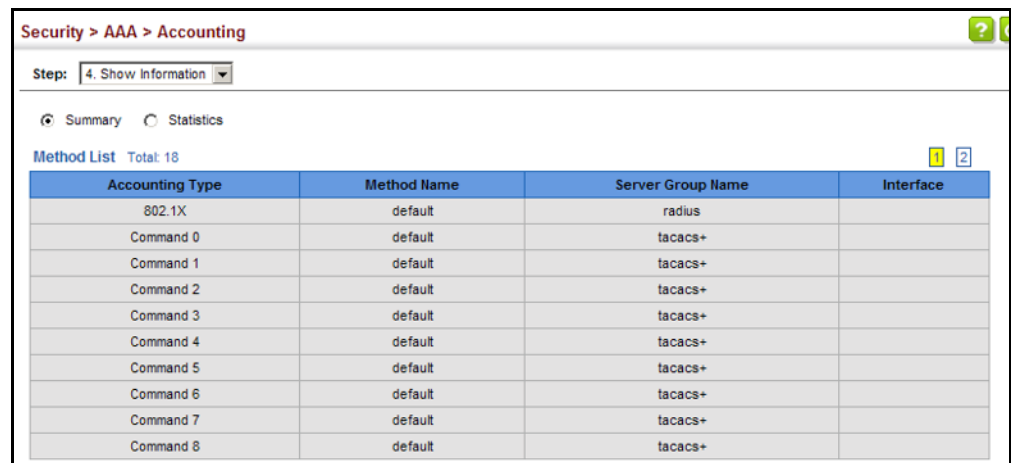 Security > AAA > Accounting
?
Step: 4. Show Information
Summary Statistics
Method List Total: 18 1 2
Accounting Type Method Name Server Group Name Interface
802.1X default radius
Command 0 default tacacs+
Command 1 default tacacs+
Command 2 default tacacs+
Command 3 default tacacs+
Command 4 default tacacs+
Command 5 default tacacs+
Command 6 default tacacs+
Command 7 default tacacs+
Command 8 default tacacs+